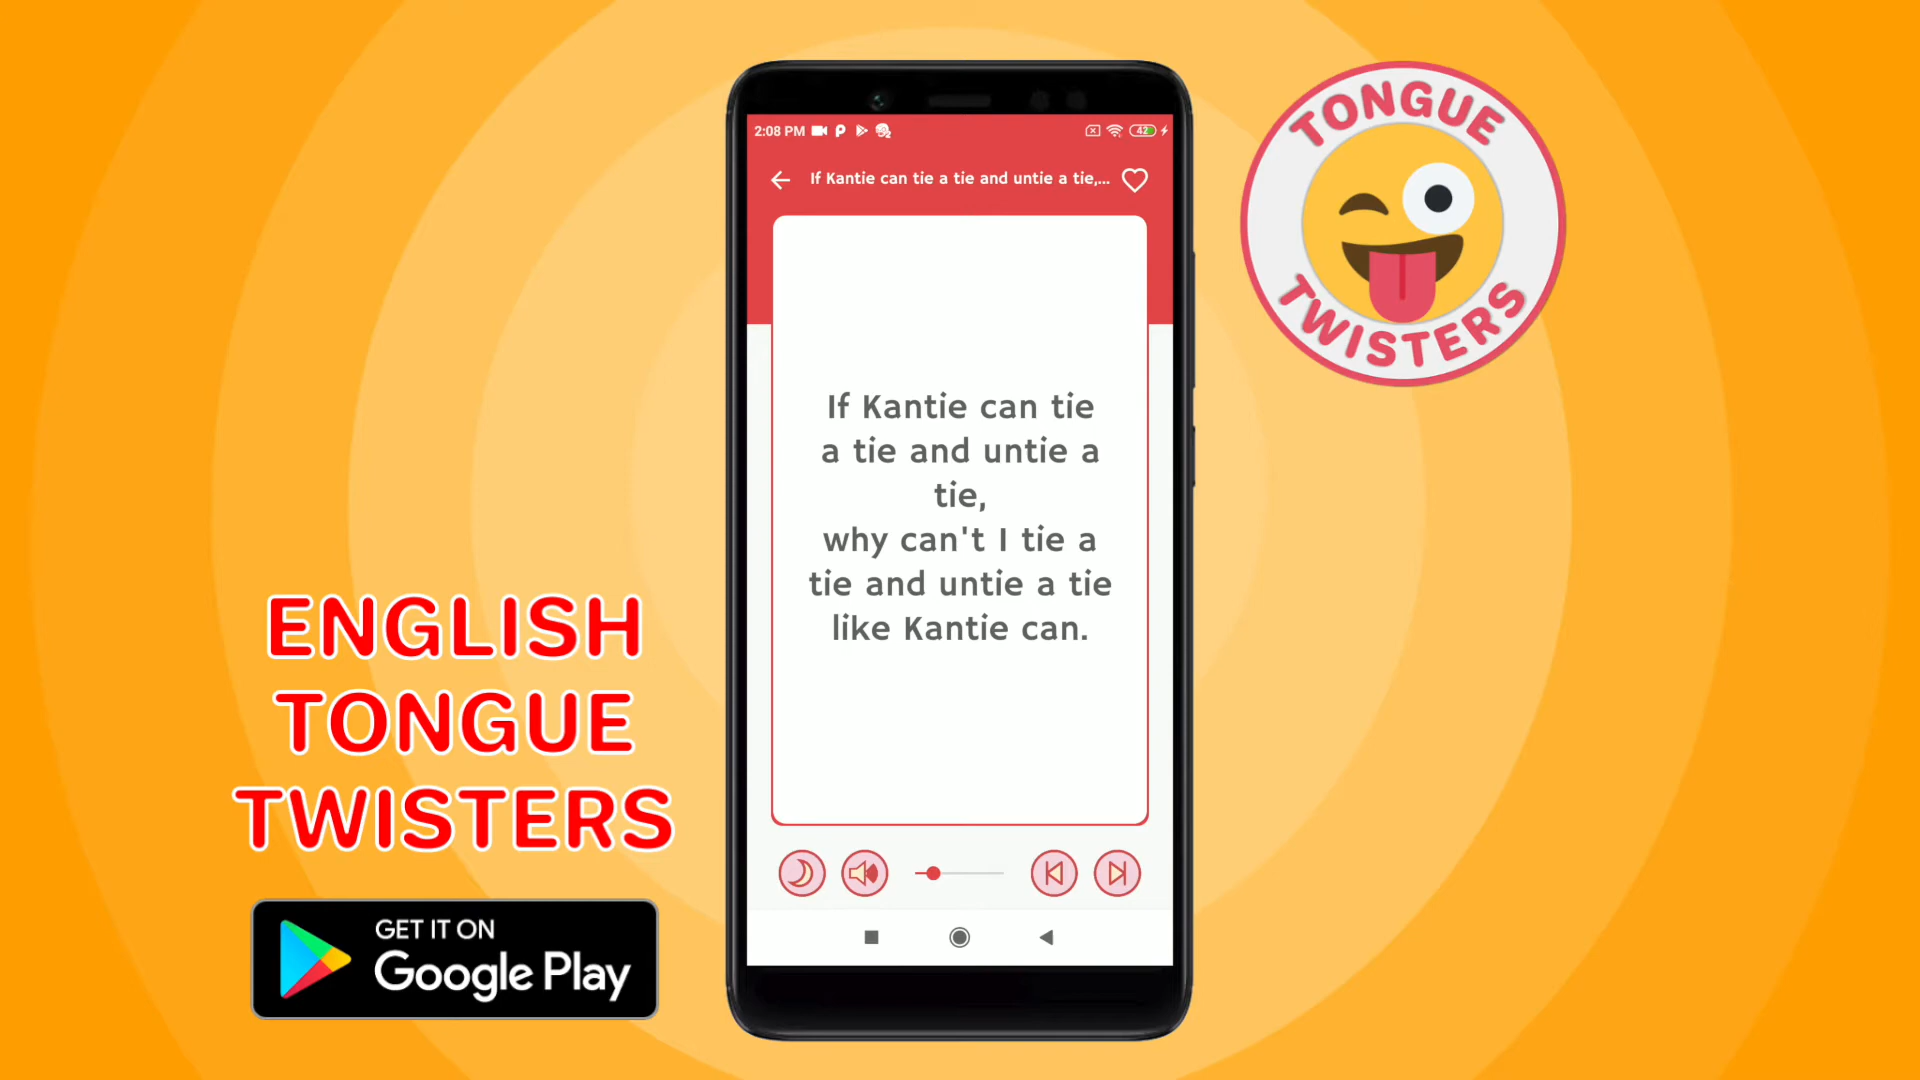 2:08 PM
42
If Kantie can tie a tie and untie a tie,...
If Kantie can tie
a tie and untie a
tie,
why can't I tie a
tie and untie a tie
like Kantie can.
TONGUE
TWISTERS
ENGLISH
TONGUE
TWISTERS
GET IT ON
Google Play